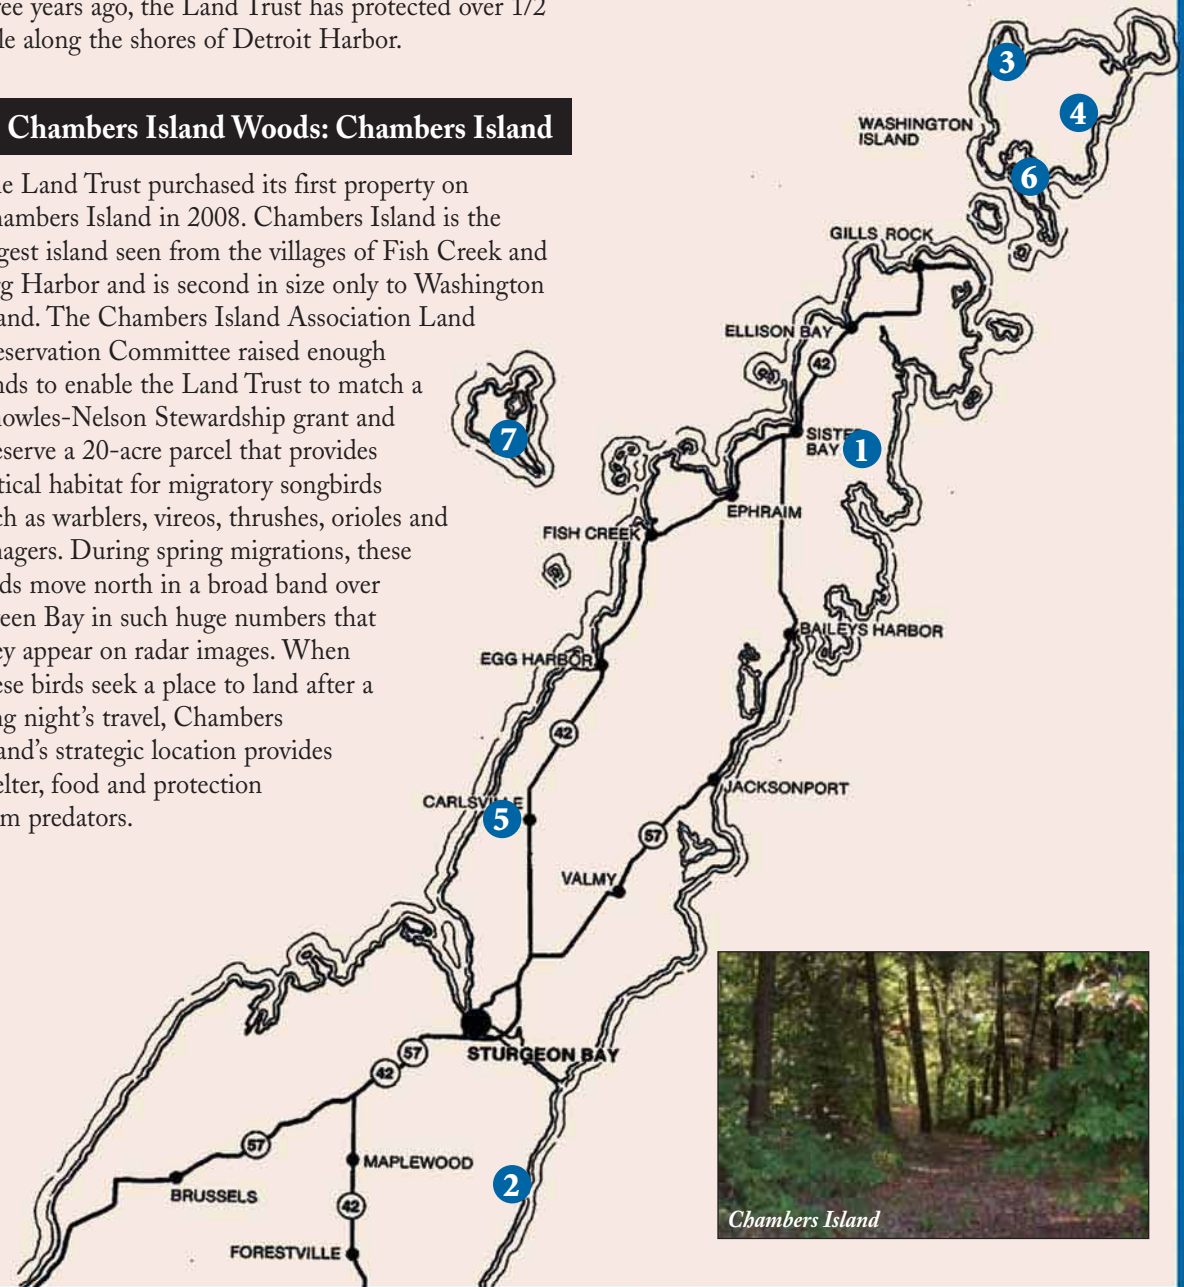 ree years ago, the Land Trust has protected over 1/2
le along the shores of Detroit Harbor.
Chambers Island Woods: Chambers Island
e Land Trust purchased its first property on
hambers Island in 2008. Chambers Island is the
gest island seen from the villages of Fish Creek and
g Harbor and is second in size only to Washington
and. The Chambers Island Association Land
eservation Committee raised enough
nds to enable the Land Trust to match a
nowles-Nelson Stewardship grant and
eserve a 20-acre parcel that provides
tical habitat for migratory songbirds
ch as warblers, vireos, thrushes, orioles and
nagers. During spring migrations, these
ds move north in a broad band over
een Bay in such huge numbers that
ey appear on radar images. When
ese birds seek a place to land after a
ng night's travel, Chambers
and's strategic location provides
elter, food and protection
m predators.
3
4
WASHINGTON
ISLAND
6
GILLS ROCK
ELLISON BAY
42
7
SISTER
BAY
1
EPHRAIM
FISH CREEK
BAILEYS HARBOR
EGG HARBOR
42
JACKSONPORT
CARLSVILLE
5
57
VALMY
STURGEON BAY
57
42
57
MAPLEWOOD
2
BRUSSELS
42
FORESTVILLE
Chambers Island